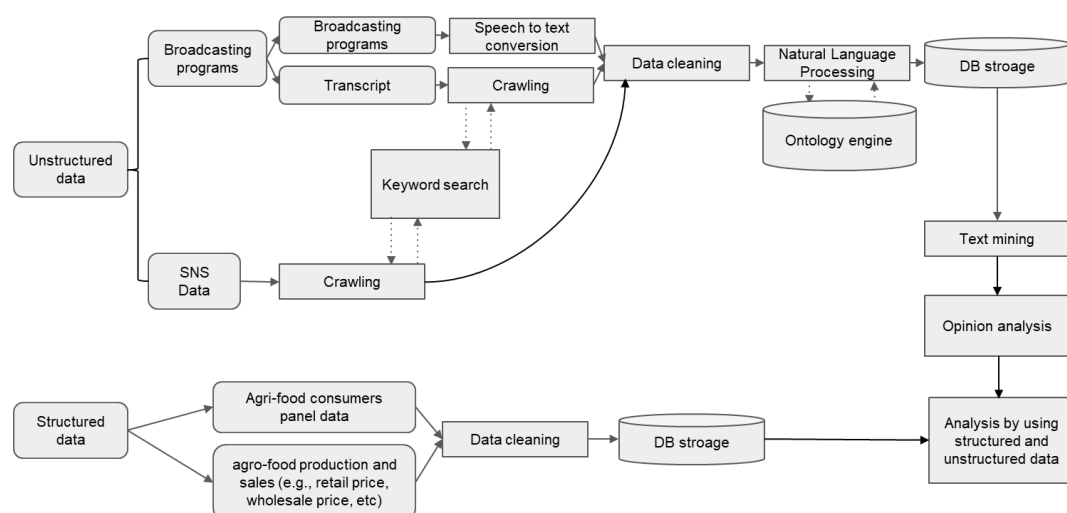 Broadcasting
programs
Speech to text
conversion
Broadcasting
programs
Transcript
Crawling
Data cleaning
Natural Language
Processing
DB stroage
Ontology engine
Unstructured
data
Keyword search
SNS
Data
Crawling
Text mining
Opinion analysis
Structured
data
Agri-food consumers
panel data
agro-food production and
sales (e.g., retail price,
wholesale price, etc)
Data cleaning
DB stroage
Analysis by using
structured and
unstructured data